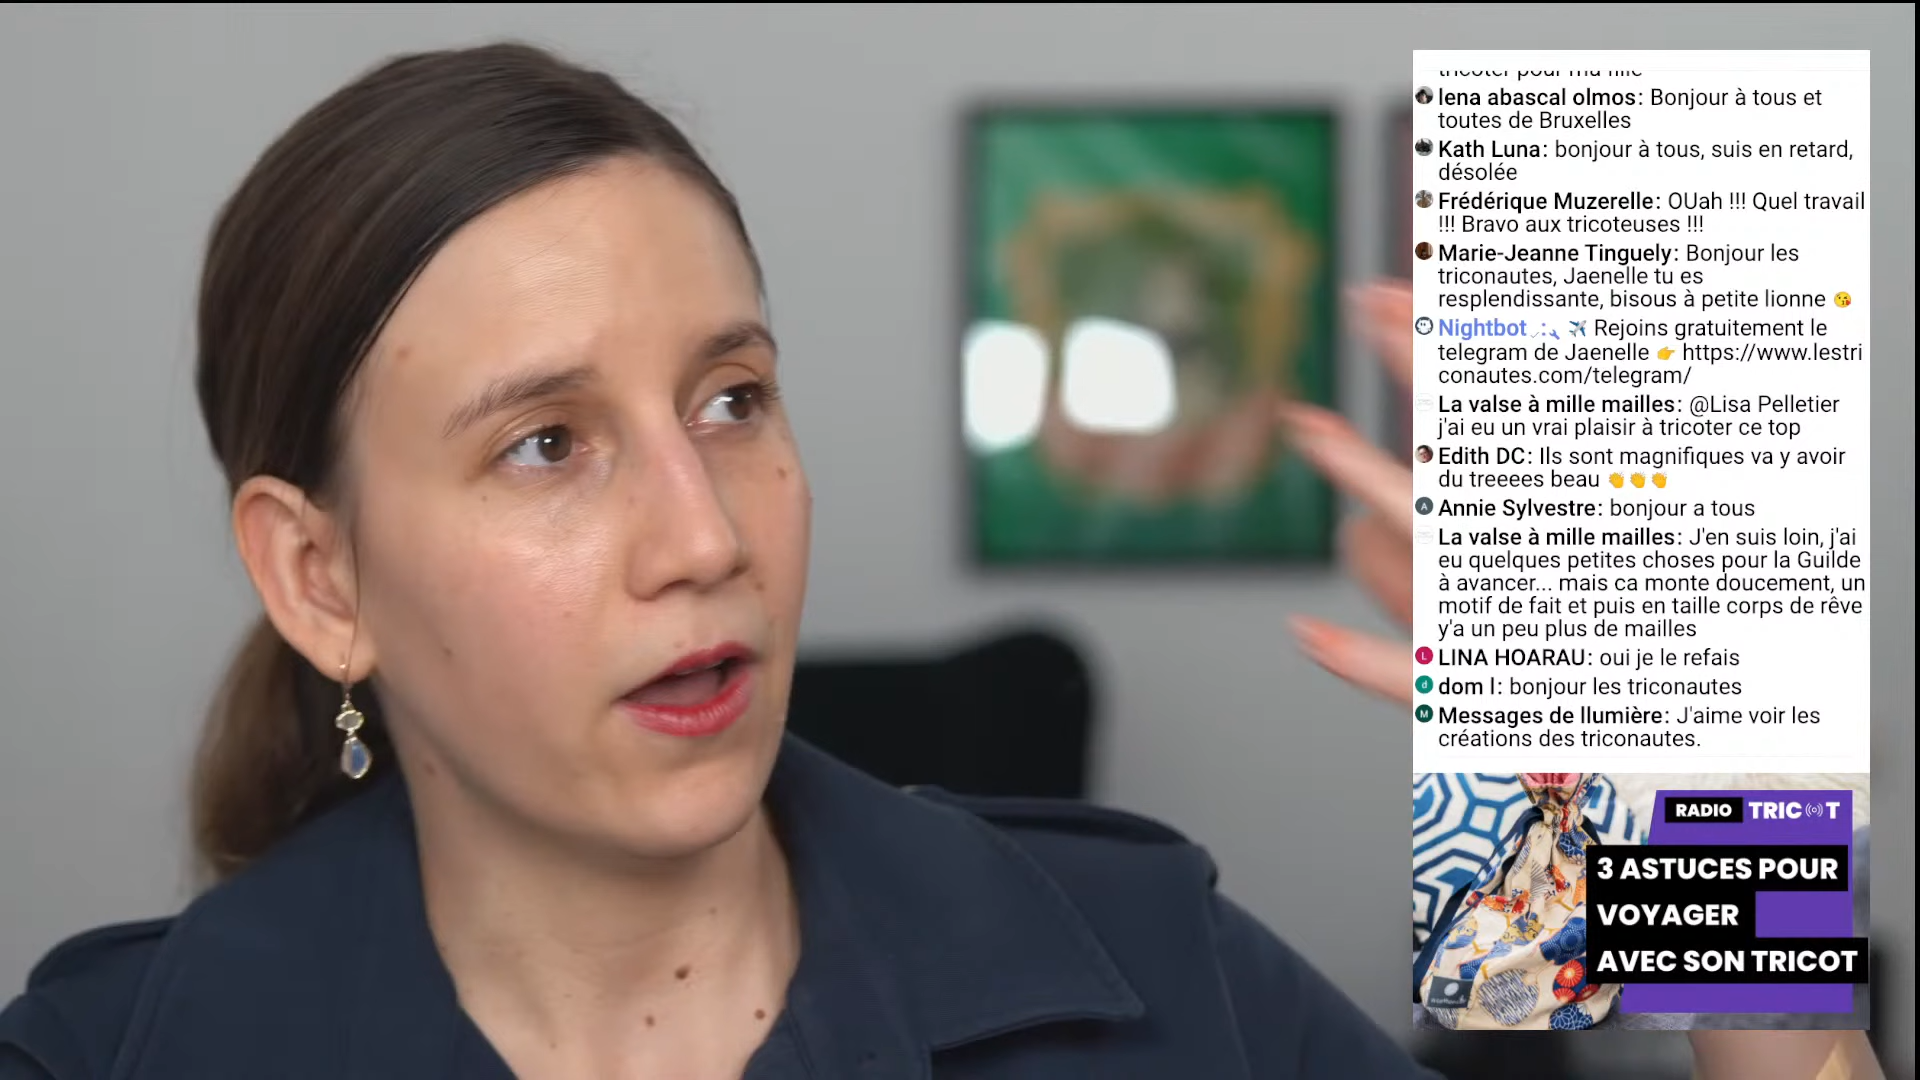 tricoter pour ma fille
lena abascal olmos: Bonjour à tous et
toutes de Bruxelles
Kath Luna: bonjour à tous, suis en retard,
désolée
Frédérique Muzerelle: OUah !!! Quel travail
!!! Bravo aux tricoteuses !!!
Marie-Jeanne Tinguely: Bonjour les
triconautes, Jaenelle tu es
resplendissante, bisous à petite lionne 😘
Nightbot ✈️ Rejoins gratuitement le
telegram de Jaenelle 👉 https://www.lestri
conautes.com/telegram/
La valse à mille mailles: @Lisa Pelletier
j'ai eu un vrai plaisir à tricoter ce top
Edith DC: Ils sont magnifiques va y avoir
du treeees beau 👏👏👏
A Annie Sylvestre: bonjour a tous
La valse à mille mailles: J'en suis loin, j'ai
eu quelques petites choses pour la Guilde
à avancer... mais ca monte doucement, un
motif de fait et puis en taille corps de rêve
y'a un peu plus de mailles
L LINA HOARAU: oui je le refais
d dom l: bonjour les triconautes
M Messages de llumière: J'aime voir les
créations des triconautes.
RADIO TRICOT
3 ASTUCES POUR
VOYAGER
AVEC SON TRICOT